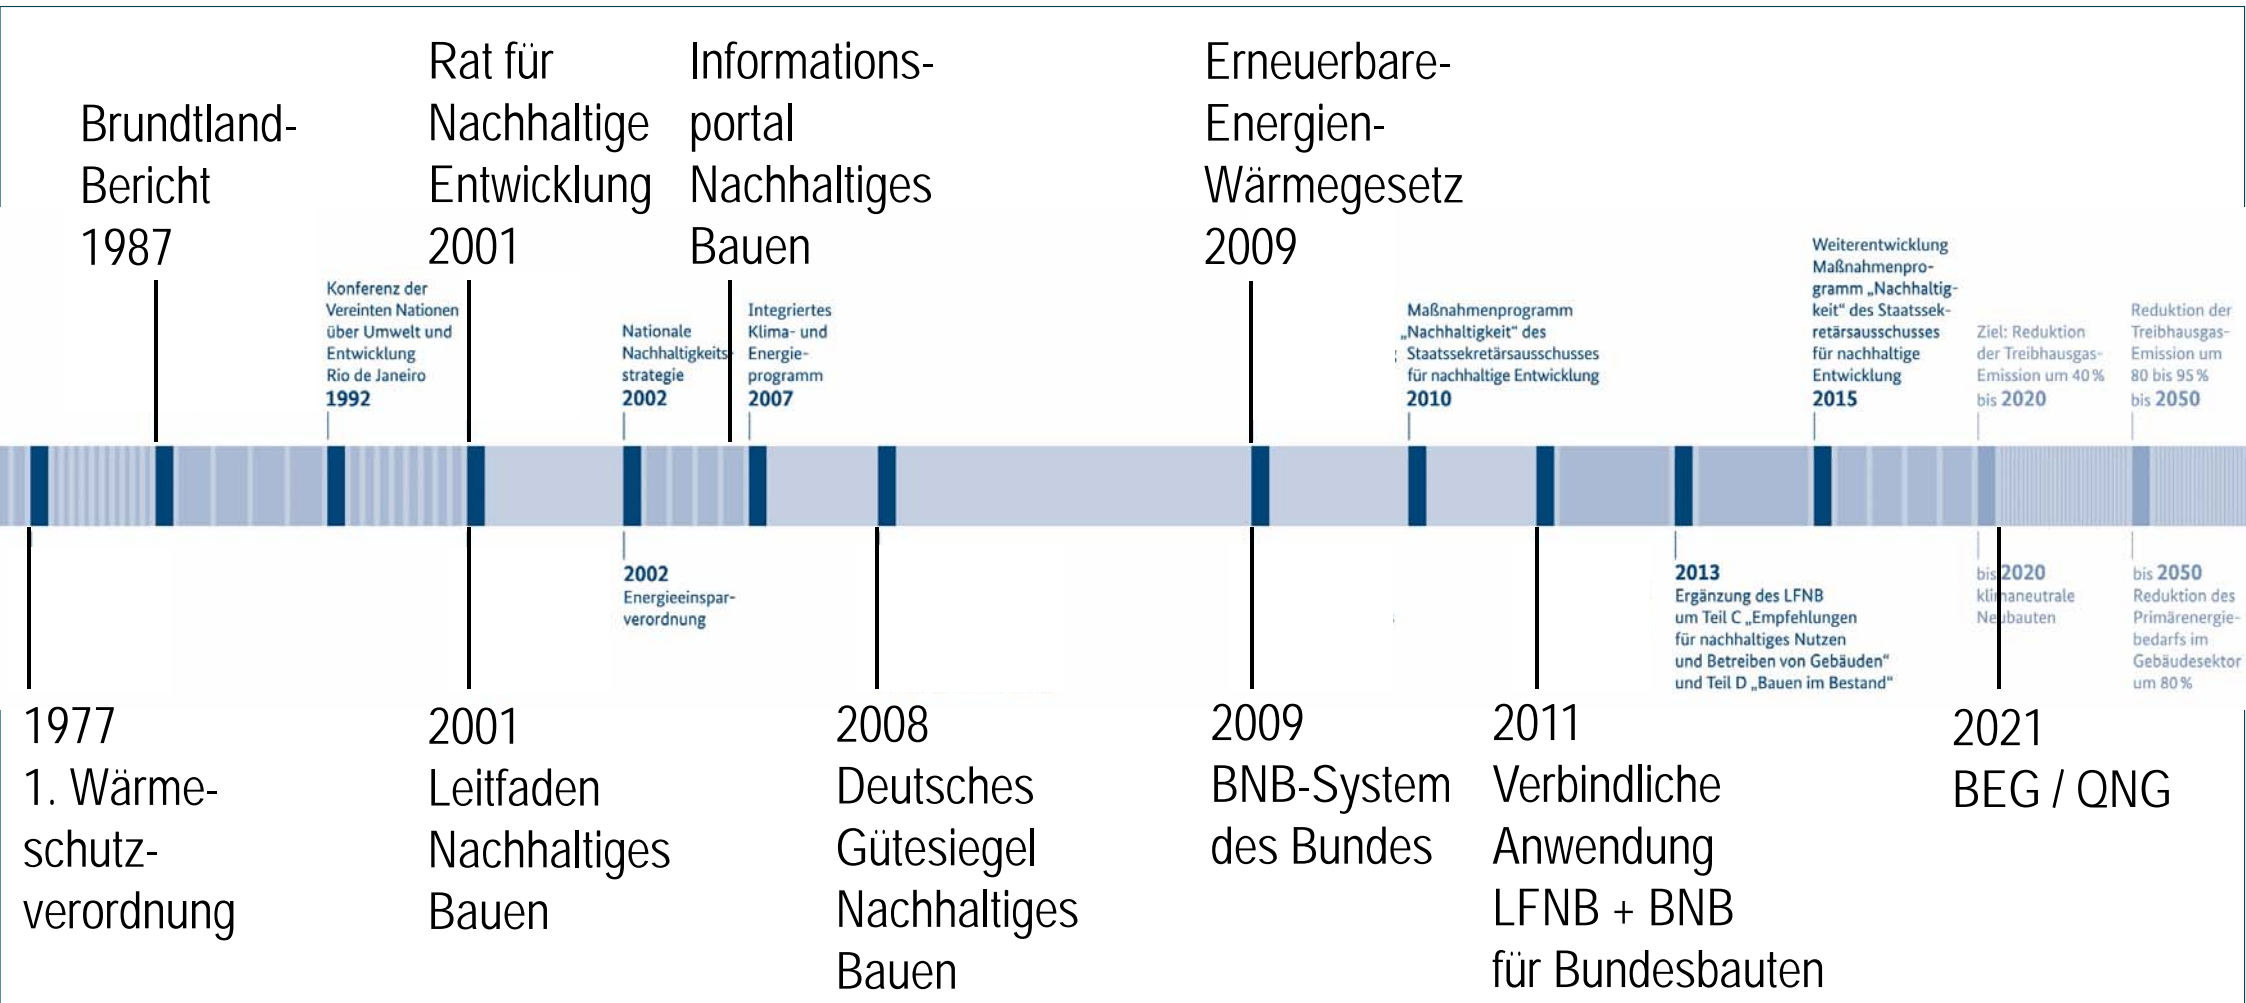 Brundtland-
Bericht
1987
Konferenz der
Vereinten Nationen
über Umwelt und
Entwicklung
Rio de Janeiro
1992
Rat für
Nachhaltige
Entwicklung
2001
Nationale
Nachhaltigkeits
strategie
2002
Informations-
portal
Nachhaltiges
Bauen
Integriertes
Klima- und
Energie-
programm
2007
Erneuerbare-
Energien-
Wärmegesetz
2009
Maßnahmenprogramm
„Nachhaltigkeit“ des
Staatssekretärsausschusses
für nachhaltige Entwicklung
2010
Weiterentwicklung
Maßnahmenpro-
gramm „Nachhaltig-
keit“ des Staatssek-
retärsausschusses
für nachhaltige
Entwicklung
2015
Ziel: Reduktion
der Treibhausgas-
Emission um 40 %
bis 2020
Reduktion der
Treibhausgas-
Emission um
80 bis 95 %
bis 2050
1977
1. Wärme-
schutz-
verordnung
2001
Leitfaden
Nachhaltiges
Bauen
2002
Energieeinspar-
verordnung
2008
Deutsches
Gütesiegel
Nachhaltiges
Bauen
2009
BNB-System
des Bundes
2011
Verbindliche
Anwendung
LFNB + BNB
für Bundesbauten
2013
Ergänzung des LFNB
um Teil C „Empfehlungen
für nachhaltiges Nutzen
und Betreiben von Gebäuden“
und Teil D „Bauen im Bestand“
bis 2020
klimaneutrale
Neubauten
2021
BEG / QNG
bis 2050
Reduktion des
Primärenergie-
bedarfs im
Gebäudesektor
um 80 %